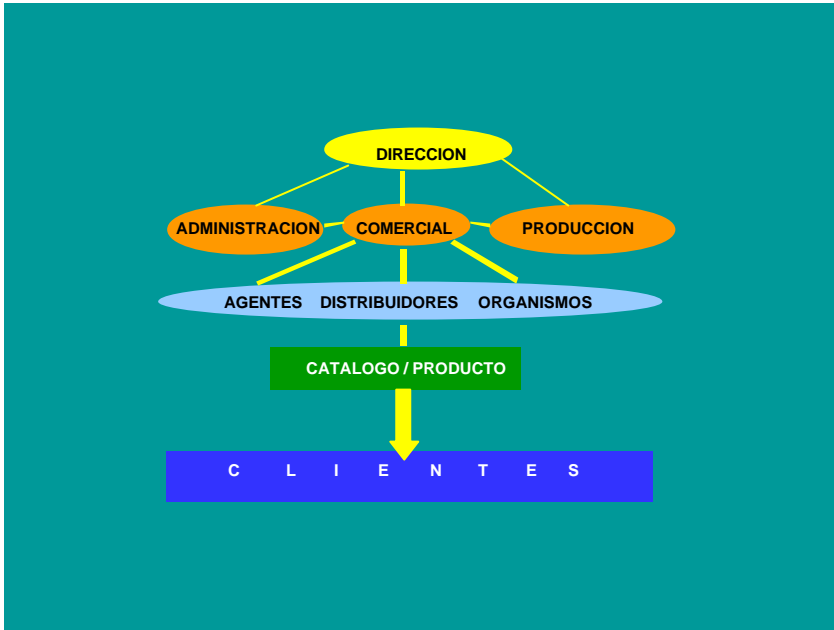 DIRECCION
ADMINISTRACION COMERCIAL PRODUCCION
AGENTES DISTRIBUIDORES ORGANISMOS
CATALOGO / PRODUCTO
C L I E N T E S